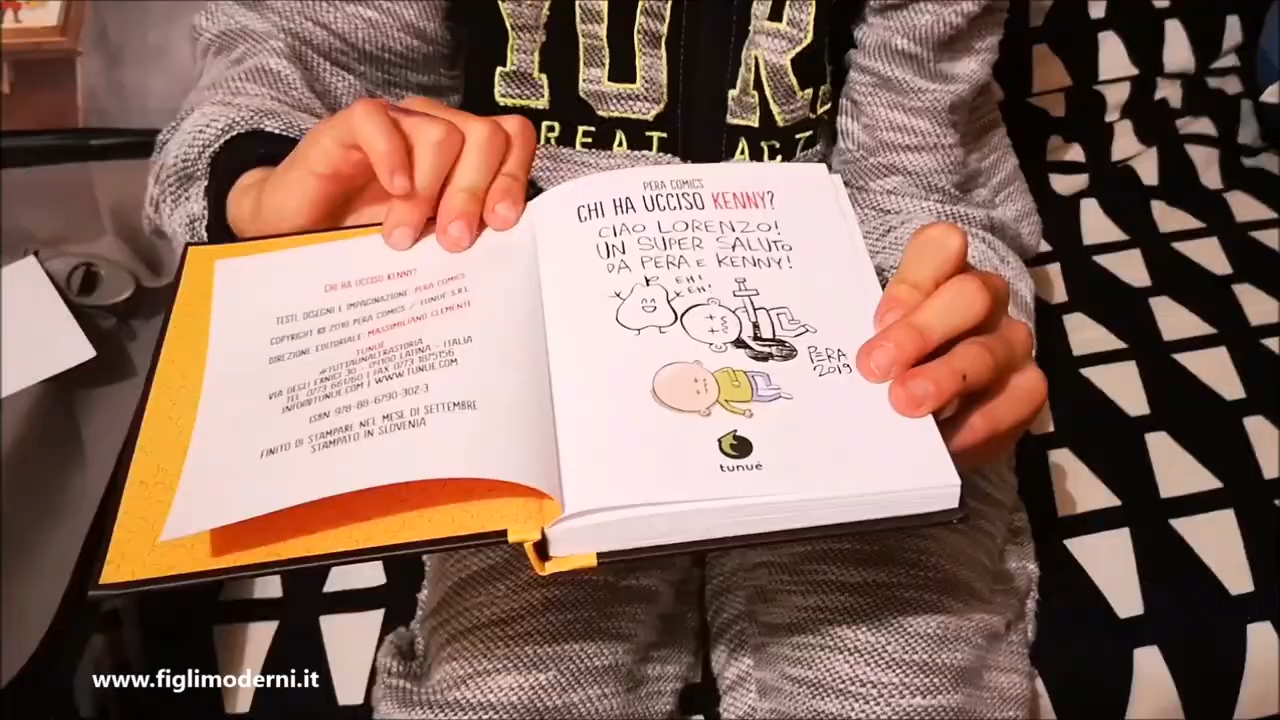 YOR
GREAT ACT
CHI HA UCCISO KENNY?
TESTI, DISEGNI E IMPAGINAZIONE: PERA COMICS
COPYRIGHT © 2018 PERA COMICS / TUNUÉ S.R.L.
DIREZIONE EDITORIALE: MASSIMILIANO CLEMENTE
TUNUÉ
#TUTTAUNALTRASTORIA
VIA DEGLI ERNICI 30 – 04100 LATINA – ITALIA
TEL. 0773 661760 | FAX 0773 1875156
INFO@TUNUE.COM | WWW.TUNUE.COM
ISBN 978-88-6790-302-3
FINITO DI STAMPARE NEL MESE DI SETTEMBRE
STAMPATO IN SLOVENIA
PERA COMICS
CHI HA UCCISO KENNY?
CIAO LORENZO!
UN SUPER SALUTO
DA PERA E KENNY!
EH!
EH!
PERA
2019
tunué
www.figlimoderni.it